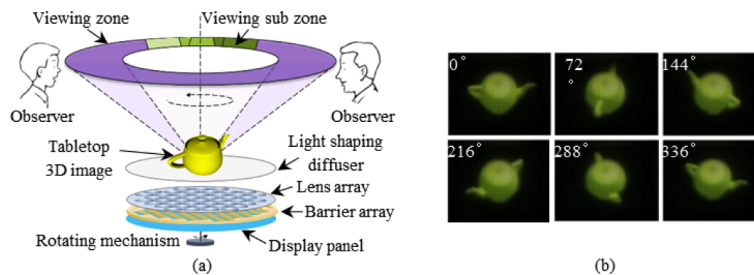 Viewing zone
Viewing sub zone
Observer
Observer
Tabletop
3D image
Light shaping
diffuser
Lens array
Barrier array
Rotating mechanism
Display panel
(a)
0°
72
°
144°
216°
288°
336°
(b)